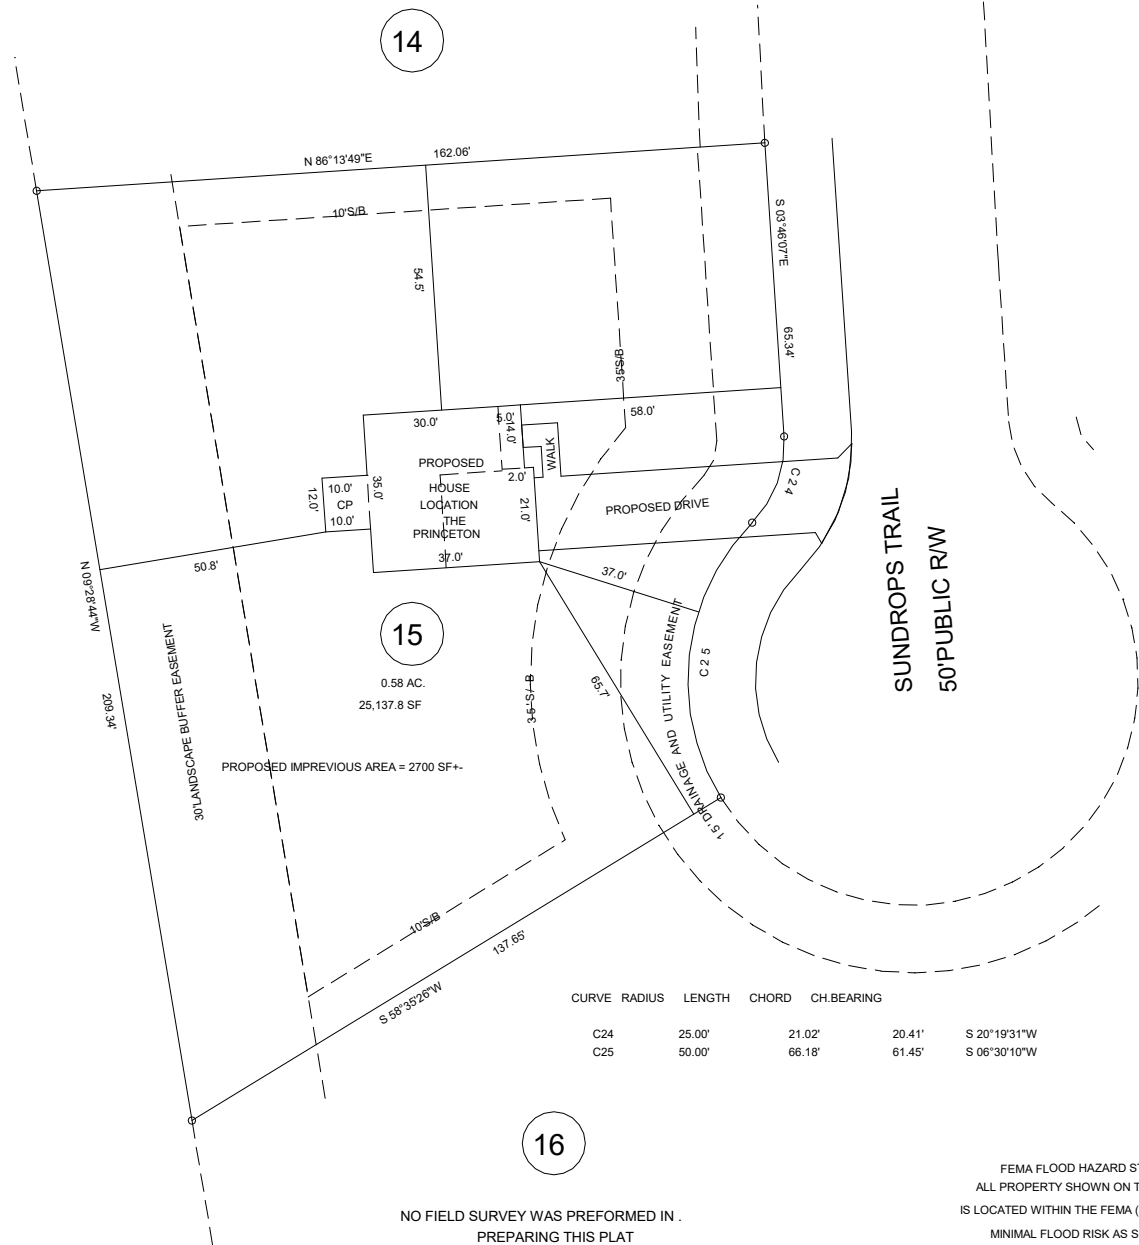 14
N 86°13'49"E 162.06'
10'S/B
S 03°46'07"E
65.34'
54.5'
35'S/B
30.0'
5.0'
14.0'
58.0'
WALK
PROPOSED
HOUSE
LOCATION
THE
PRINCETON
2.0'
35.0'
10.0'
CP
10.0'
12.0'
21.0'
PROPOSED DRIVE
C24
37.0'
37.0'
50.8'
N 09°28'44"W
209.34'
30'LANDSCAPE BUFFER EASEMENT
15
0.58 AC.
25,137.8 SF
PROPOSED IMPREVIOUS AREA = 2700 SF+-
35'S/B
65.7'
15' DRAINAGE AND UTILITY EASEMENT
C25
SUNDROPS TRAIL
50'PUBLIC R/W
10'S/B
137.65'
S 58°35'26"W
CURVE RADIUS LENGTH CHORD CH.BEARING
C24 25.00' 21.02' 20.41' S 20°19'31"W
C25 50.00' 66.18' 61.45' S 06°30'10"W
16
NO FIELD SURVEY WAS PREFORMED IN .
PREPARING THIS PLAT
FEMA FLOOD HAZARD S
ALL PROPERTY SHOWN ON T
IS LOCATED WITHIN THE FEMA (
MINIMAL FLOOD RISK AS S